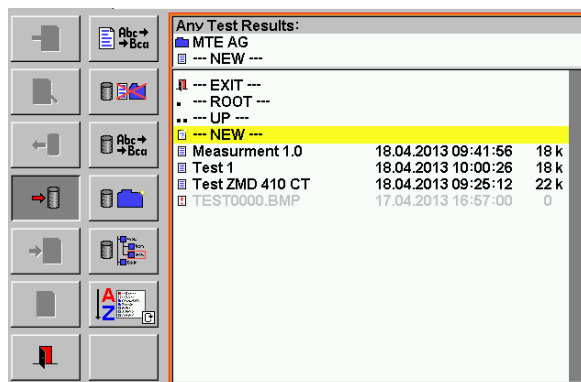 Abc
Bca
Abc
Bca
A
Z
Any Test Results:
MTE AG
--- NEW ---
--- EXIT ---
--- ROOT ---
--- UP ---
--- NEW ---
Measurment 1.0 18.04.2013 09:41:56 18 k
Test 1 18.04.2013 10:00:26 18 k
Test ZMD 410 CT 18.04.2013 09:25:12 22 k
TEST0000.BMP 17.04.2013 16:57:00 0